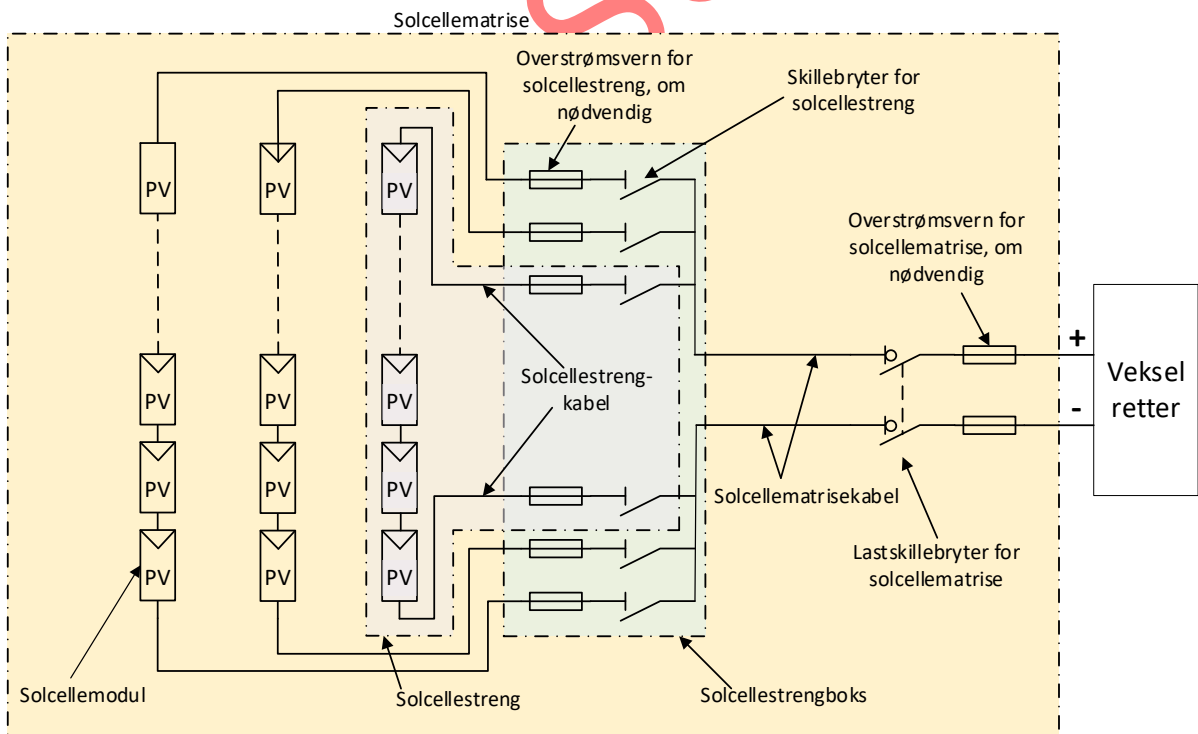 Solcellematrise
Overstrømsvern for
solcellestreng, om
nødvendig
Skillebryter for
solcellestreng
PV
PV
PV
Overstrømsvern for
solcellematrise, om
nødvendig
+
-
Veksel
retter
PV
PV
PV
Solcellestreng-
kabel
PV
PV
PV
Solcellematrisekabel
PV
PV
PV
Lastskillebryter for
solcellematrise
Solcellemodul
Solcellestreng
Solcellestrengboks